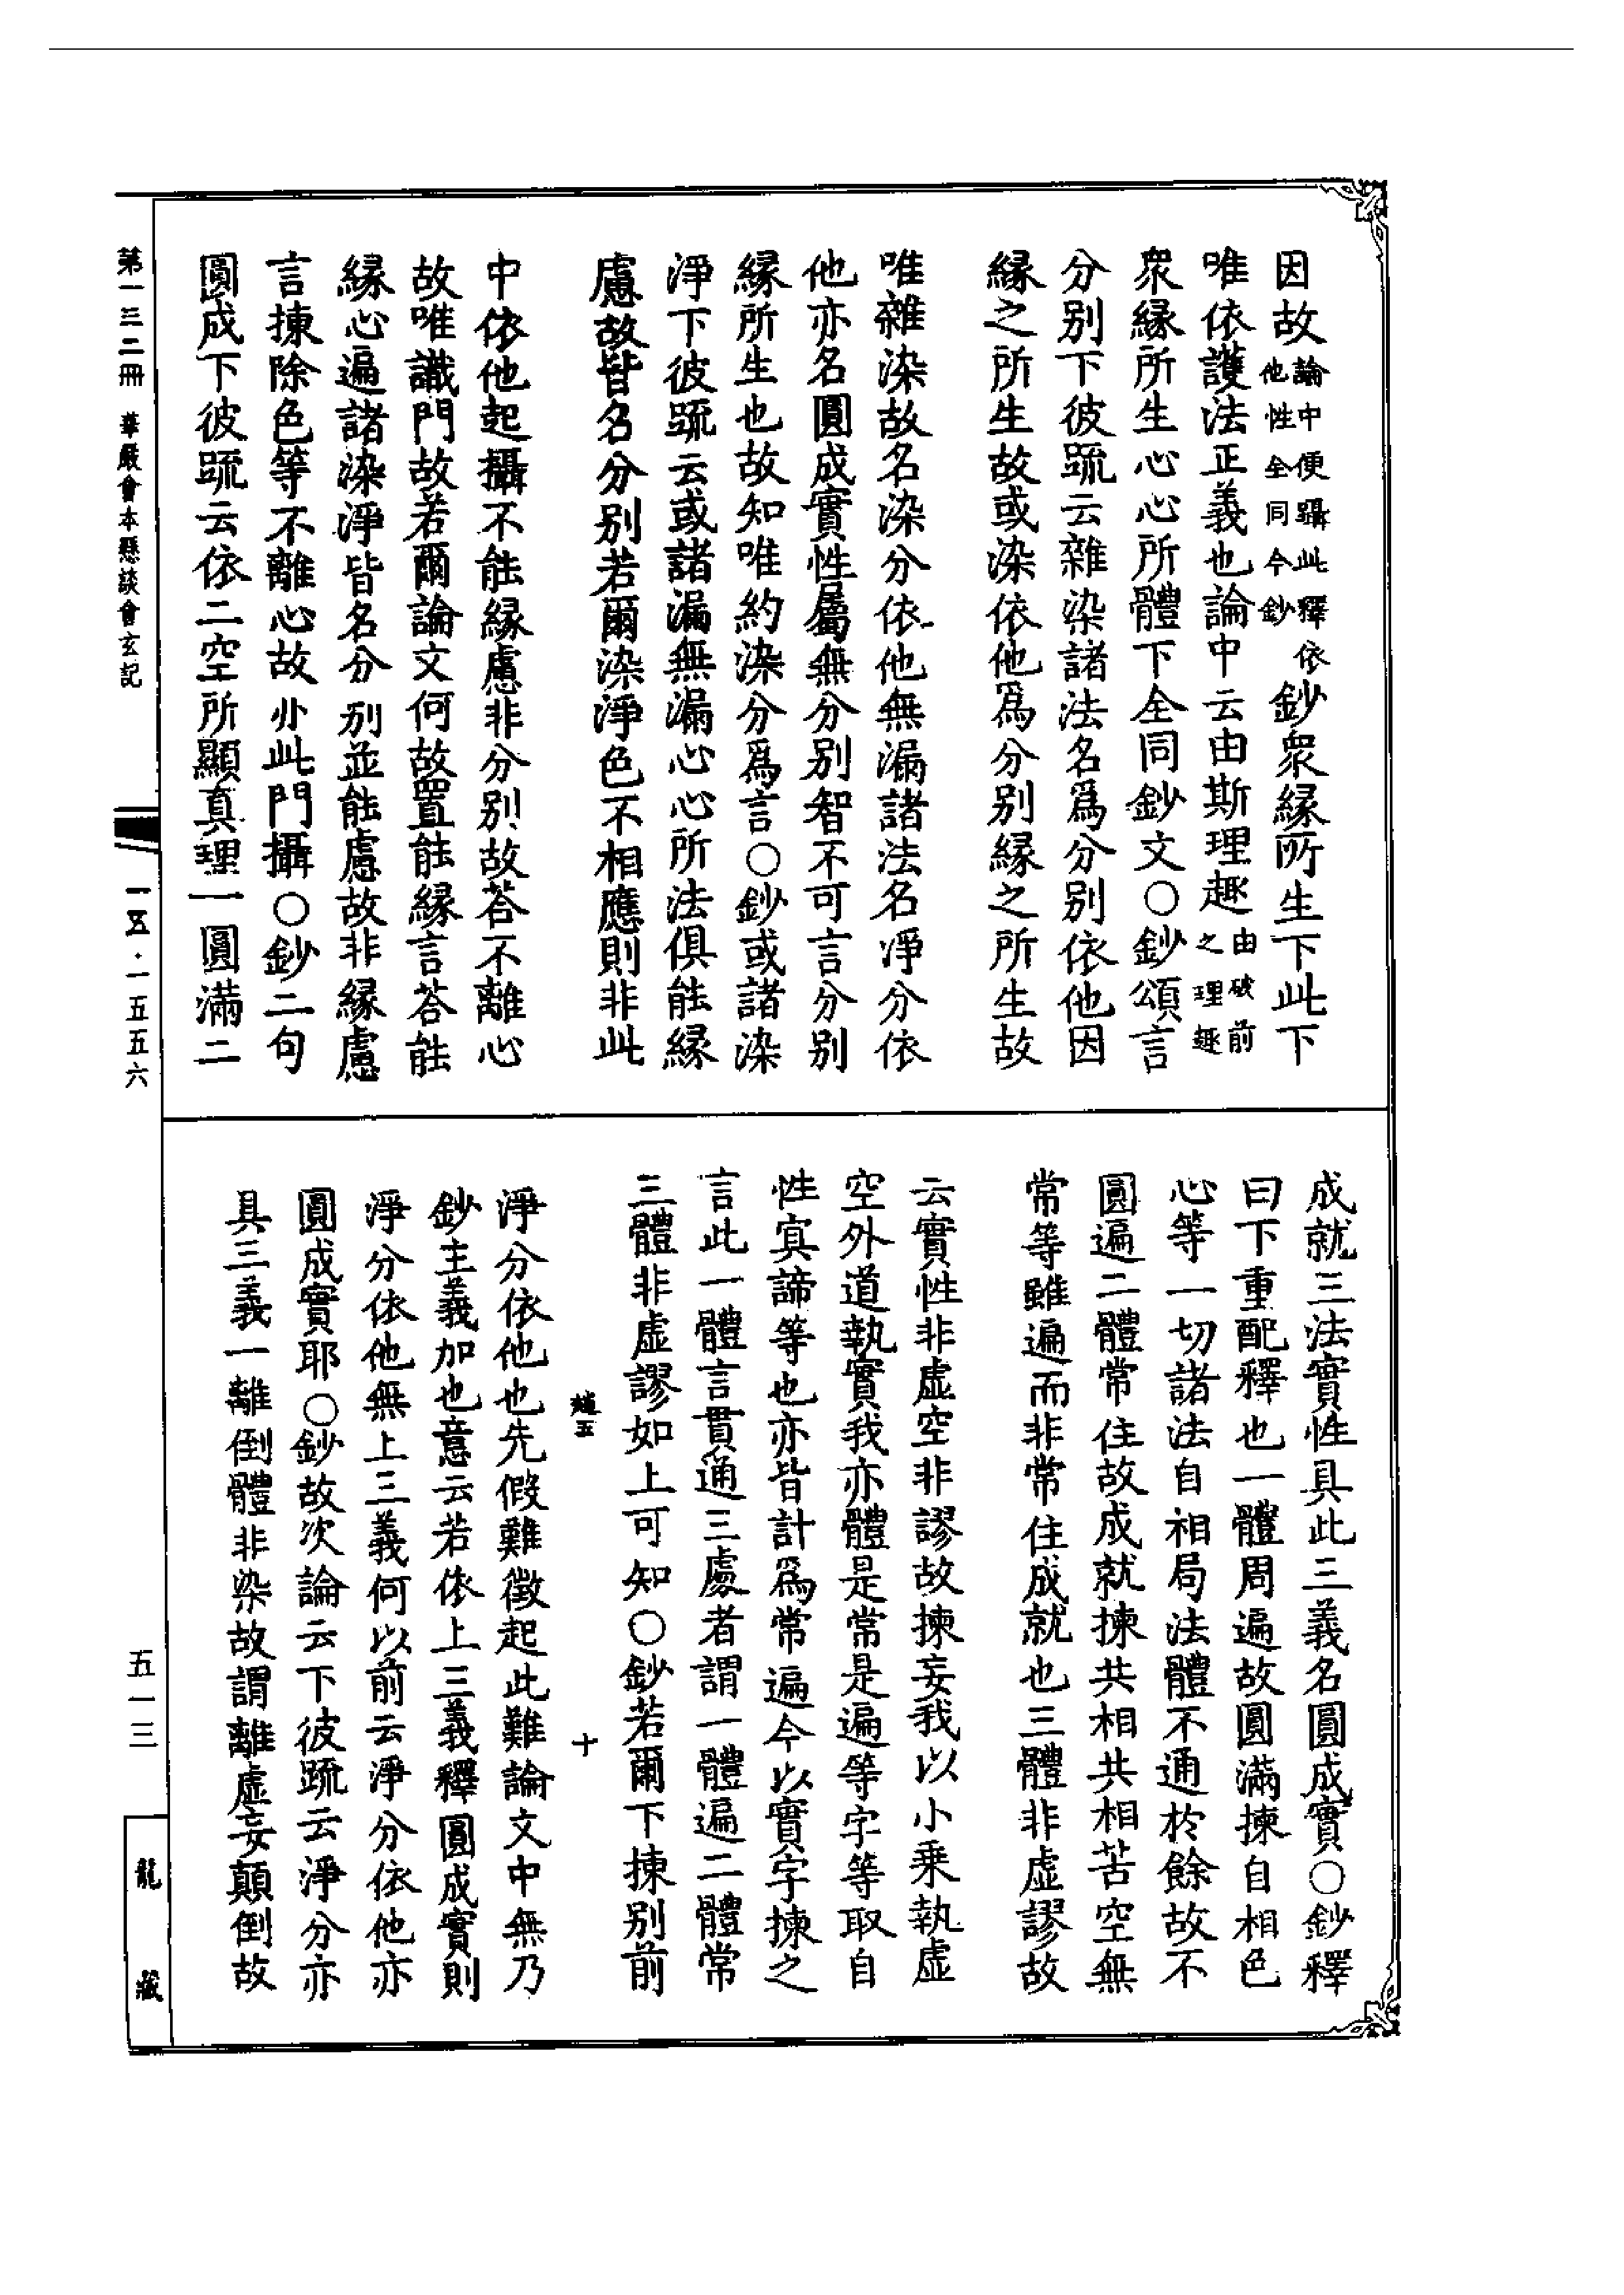 因故論中便躡此釋依他性全同今鈔鈔衆緣所生下此下
唯依護法正義也論中云由斯理趣由破前之理趣
衆緣所生心心所體下全同鈔文○鈔頌言
分別下彼䟽云雜染諸法名爲分別依他因
緣之所生故或染依他爲分別緣之所生故
唯雜染故名染分依他無漏諸法名淨分依
他亦名圓成實性屬無分別智不可言分別
緣所生也故知唯約染分爲言○鈔或諸染
淨下彼䟽云或諸漏無漏心心所法俱能緣
慮故皆名分別若爾染淨色不相應則非此
中依他起攝不能緣慮非分別故荅不離心
故唯識門故若爾論文何故置能緣言荅能
緣心遍諸染淨皆名分別並能慮故非緣慮
言揀除色等不離心故亦此門攝○鈔二句
圓成下彼䟽云依二空所顯真理一圓滿二
成就三法實性具此三義名圓成實○鈔釋
曰下重配釋也一體周遍故圓滿揀自相色
心等一切諸法自相局法體不通於餘故不
圓遍二體常住故成就揀共相共相苦空無
常等雖遍而非常住成就也三體非虛謬故
云實性非虛空非謬故揀妄我以小乘執虛
空外道執實我亦體是常是遍等字等取自
性冥諦等也亦皆計爲常遍今以實字揀之
言此一體言貫通三處者謂一體遍二體常
三體非虛謬如上可知○鈔若爾下揀別前
趙五 十
淨分依他也先假難徵起此難論文中無乃
鈔主義加也意云若依上三義釋圓成實則
淨分依他無上三義何以前云淨分依他亦
圓成實耶○鈔故次論云下彼䟽云淨分亦
具三義一離倒體非染故謂離虛妄顛倒故
第一三二冊 華嚴會本懸談會玄記
一五·一五五六
五一三
龍藏